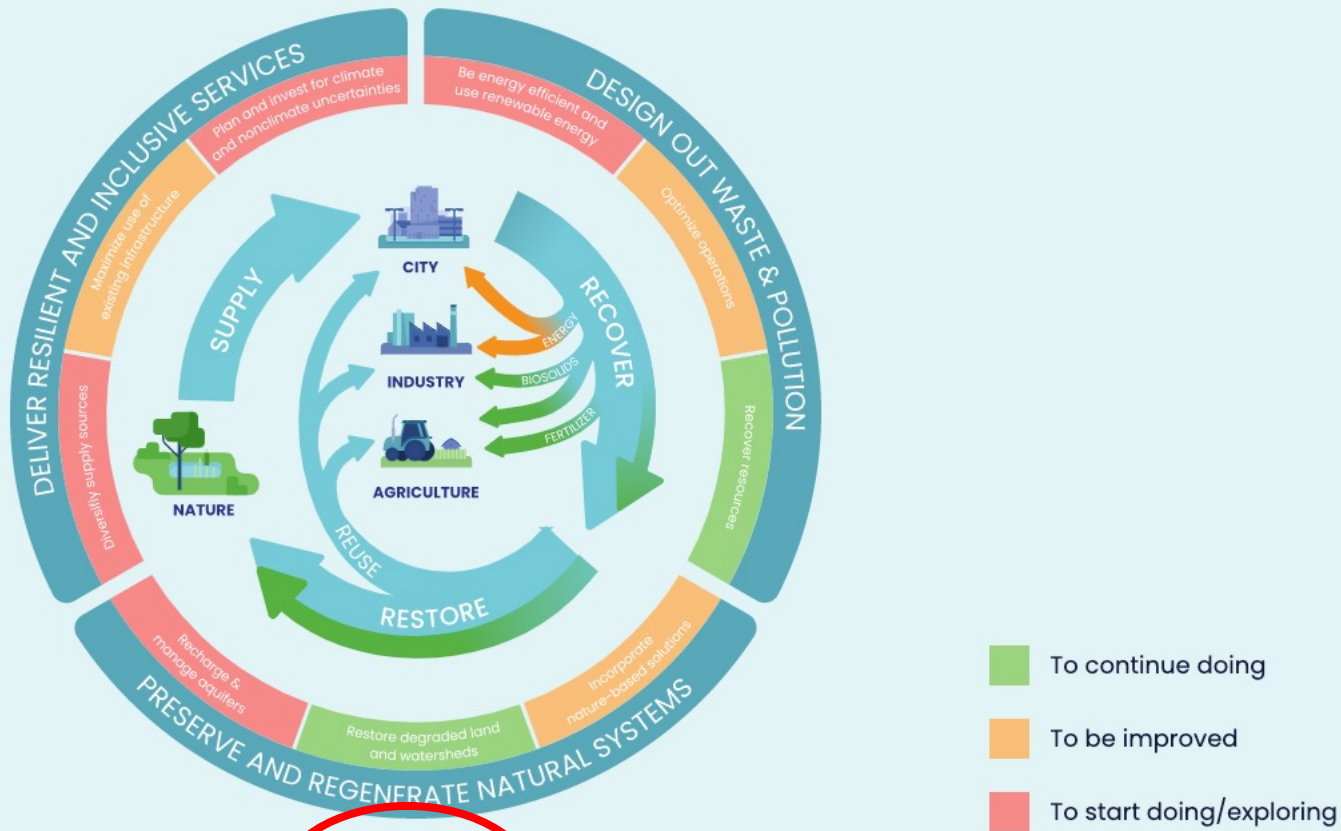 DELIVER RESILIENT AND INCLUSIVE SERVICES
Plan and invest for climate
and nonclimate uncertainties
Maximize use of
existing infrastructure
Diversifiy supply sources
DESIGN OUT WASTE & POLLUTION
Be energy efficient and
use renewable energy
Optimize operations
Recover resources
PRESERVE AND REGENERATE NATURAL SYSTEMS
Recharge &
manage aquifers
Restore degraded land
and watersheds
Incorporate
nature-based solutions
SUPPLY
CITY
RECOVER
ENERGY
INDUSTRY
BIOSOLIDS
FERTILIZER
AGRICULTURE
NATURE
REUSE
RESTORE
To continue doing
To be improved
To start doing/exploring